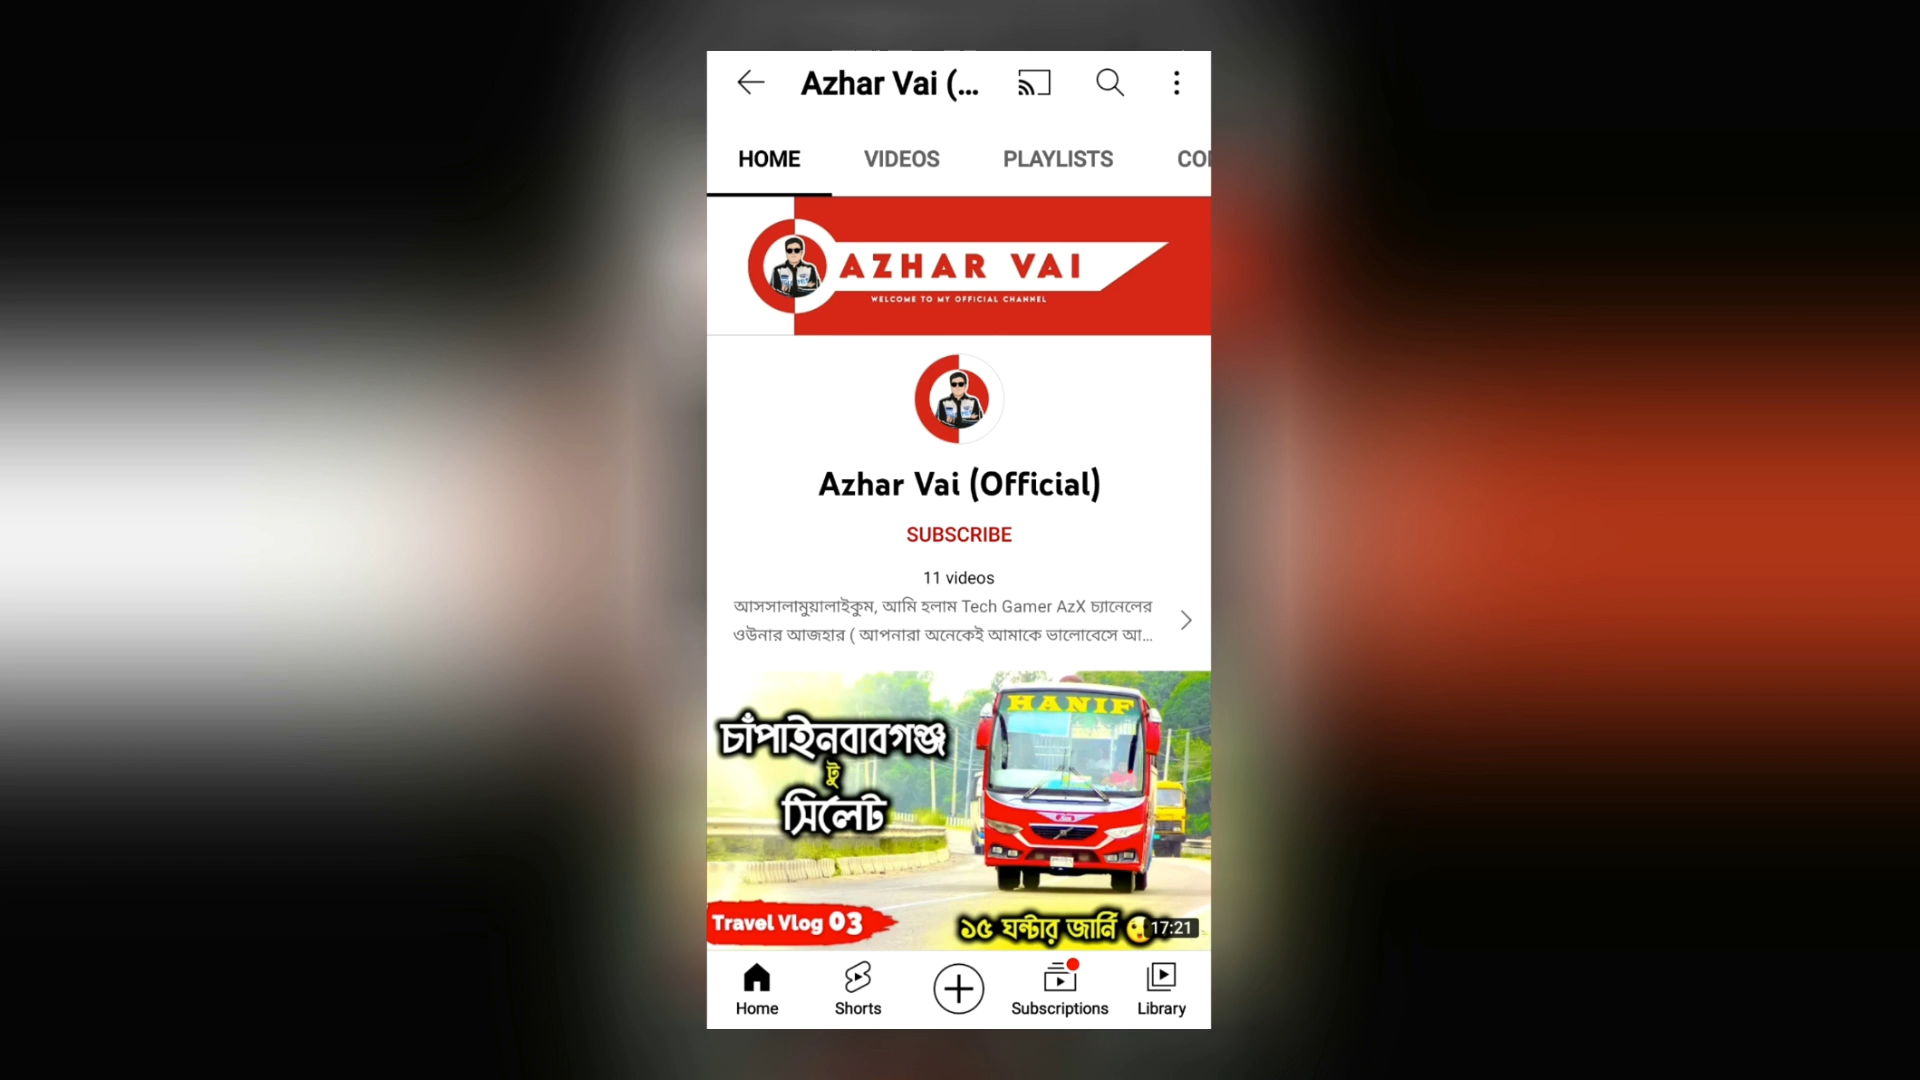 Azhar Vai (...
HOME VIDEOS PLAYLISTS
AZHAR VAI
WELCOME TO MY OFFICIAL CHANNEL
Azhar Vai (Official)
SUBSCRIBE
11 videos
আসসালামুয়ালাইকুম, আমি হলাম Tech Gamer AzX চ্যানেলের
ওউনার আজহার ( আপনারা অনেকেই আমাকে ভালোবেসে আ...
HANIF
চাঁপাইনবাবগঞ্জ
টু
সিলেট
Travel Vlog 03
১৫ ঘন্টার জার্নি
17:21
Home Shorts Subscriptions Library